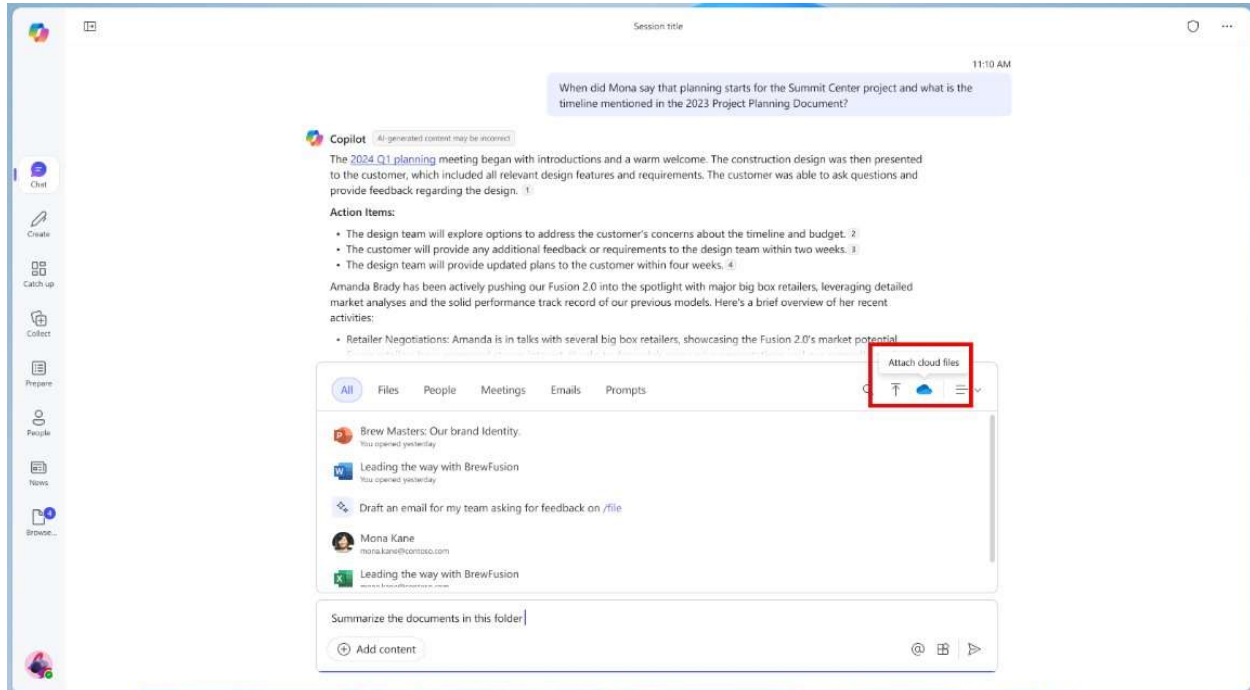 Session title
11:10 AM
When did Mona say that planning starts for the Summit Center project and what is the
timeline mentioned in the 2023 Project Planning Document?
Copilot AI-generated content may be incorrect
The 2024 Q1 planning meeting began with introductions and a warm welcome. The construction design was then presented
to the customer, which included all relevant design features and requirements. The customer was able to ask questions and
provide feedback regarding the design. 1
Action Items:
• The design team will explore options to address the customer's concerns about the timeline and budget. 2
• The customer will provide any additional feedback or requirements to the design team within two weeks. 3
• The design team will provide updated plans to the customer within four weeks. 4
Amanda Brady has been actively pushing our Fusion 2.0 into the spotlight with major big box retailers, leveraging detailed
market analyses and the solid performance track record of our previous models. Here's a brief overview of her recent
activities:
• Retailer Negotiations: Amanda is in talks with several big box retailers, showcasing the Fusion 2.0's market potential.
Attach cloud files
All Files People Meetings Emails Prompts
Brew Masters: Our brand Identity.
You opened yesterday
Leading the way with BrewFusion
You opened yesterday
Draft an email for my team asking for feedback on /file
Mona Kane
mona.kane@contoso.com
Leading the way with BrewFusion
Summarize the documents in this folder
Add content
Chat
Create
Catch up
Collect
Prepare
People
News
4
Browse...